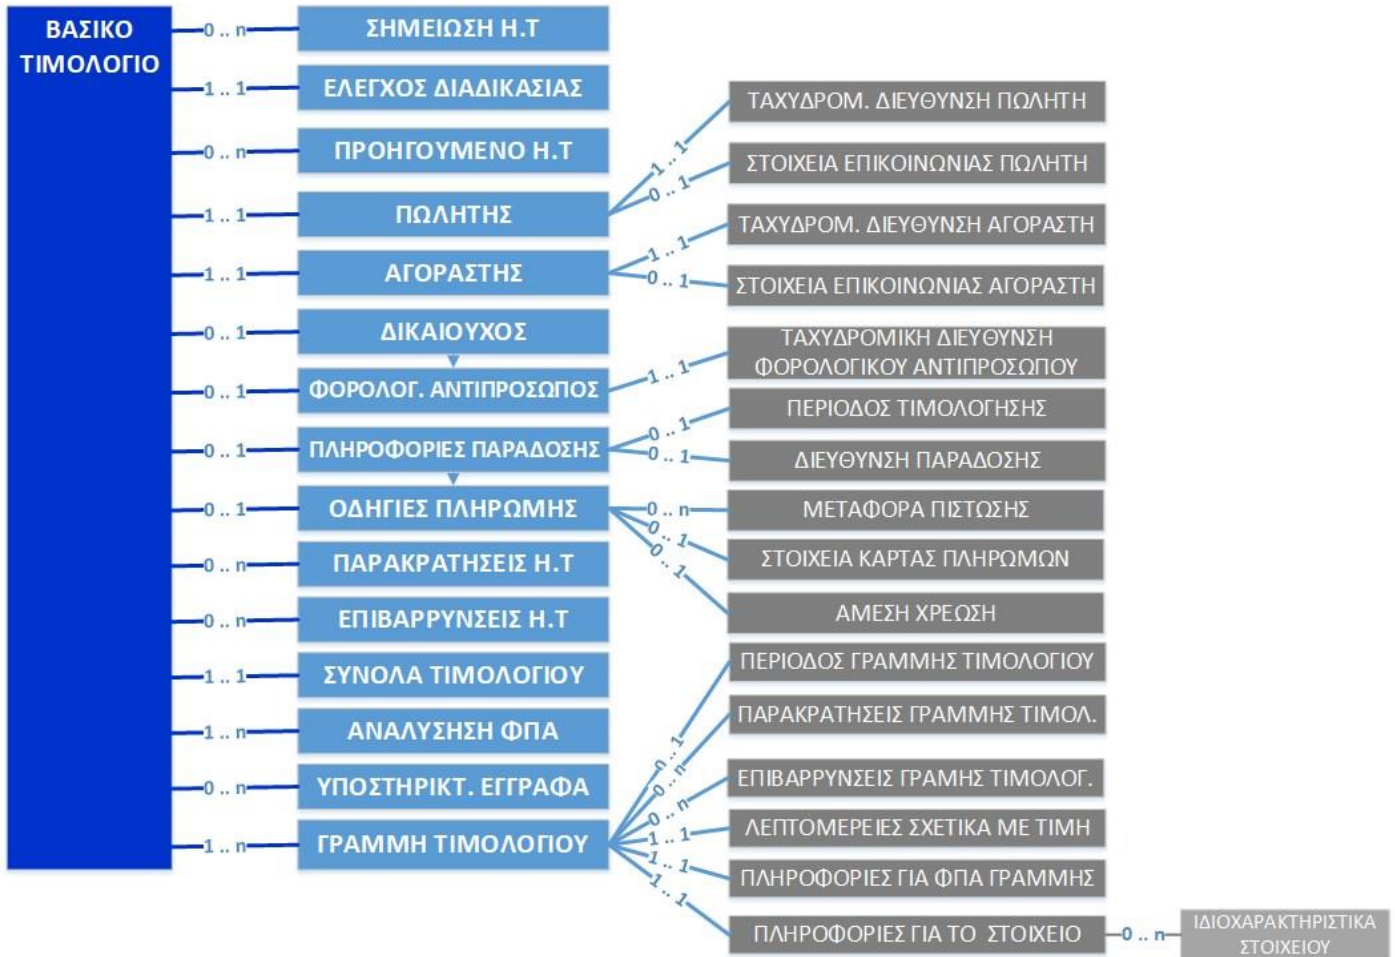 ΒΑΣΙΚΟ
ΤΙΜΟΛΟΓΙΟ
0 .. n
ΣΗΜΕΙΩΣΗ Η.Τ
1 .. 1
ΕΛΕΓΧΟΣ ΔΙΑΔΙΚΑΣΙΑΣ
0 .. n
ΠΡΟΗΓΟΥΜΕΝΟ Η.Τ
1 .. 1
ΠΩΛΗΤΗΣ
1 .. 1
ΤΑΧΥΔΡΟΜ. ΔΙΕΥΘΥΝΣΗ ΠΩΛΗΤΗ
0 .. 1
ΣΤΟΙΧΕΙΑ ΕΠΙΚΟΙΝΩΝΙΑΣ ΠΩΛΗΤΗ
1 .. 1
ΑΓΟΡΑΣΤΗΣ
1 .. 1
ΤΑΧΥΔΡΟΜ. ΔΙΕΥΘΥΝΣΗ ΑΓΟΡΑΣΤΗ
0 .. 1
ΣΤΟΙΧΕΙΑ ΕΠΙΚΟΙΝΩΝΙΑΣ ΑΓΟΡΑΣΤΗ
0 .. 1
ΔΙΚΑΙΟΥΧΟΣ
0 .. 1
ΦΟΡΟΛΟΓ. ΑΝΤΙΠΡΟΣΩΠΟΣ
1 .. 1
ΤΑΧΥΔΡΟΜΙΚΗ ΔΙΕΥΘΥΝΣΗ
ΦΟΡΟΛΟΓΙΚΟΥ ΑΝΤΙΠΡΟΣΩΠΟΥ
0 .. 1
ΠΛΗΡΟΦΟΡΙΕΣ ΠΑΡΑΔΟΣΗΣ
0 .. 1
ΠΕΡΙΟΔΟΣ ΤΙΜΟΛΟΓΗΣΗΣ
0 .. 1
ΔΙΕΥΘΥΝΣΗ ΠΑΡΑΔΟΣΗΣ
0 .. 1
ΟΔΗΓΙΕΣ ΠΛΗΡΩΜΗΣ
0 .. n
ΜΕΤΑΦΟΡΑ ΠΙΣΤΩΣΗΣ
0 .. 1
ΣΤΟΙΧΕΙΑ ΚΑΡΤΑΣ ΠΛΗΡΩΜΩΝ
0 .. 1
ΑΜΕΣΗ ΧΡΕΩΣΗ
0 .. n
ΠΑΡΑΚΡΑΤΗΣΕΙΣ Η.Τ
0 .. n
ΕΠΙΒΑΡΡΥΝΣΕΙΣ Η.Τ
1 .. 1
ΣΥΝΟΛΑ ΤΙΜΟΛΟΓΙΟΥ
1 .. n
ΑΝΑΛΥΣΗΣΗ ΦΠΑ
0 .. n
ΥΠΟΣΤΗΡΙΚΤ. ΕΓΓΡΑΦΑ
1 .. n
ΓΡΑΜΜΗ ΤΙΜΟΛΟΓΙΟΥ
0 .. 1
ΠΕΡΙΟΔΟΣ ΓΡΑΜΜΗΣ ΤΙΜΟΛΟΓΙΟΥ
0 .. n
ΠΑΡΑΚΡΑΤΗΣΕΙΣ ΓΡΑΜΜΗΣ ΤΙΜΟΛ.
0 .. n
ΕΠΙΒΑΡΡΥΝΣΕΙΣ ΓΡΑΜΗΣ ΤΙΜΟΛΟΓ.
1 .. 1
ΛΕΠΤΟΜΕΡΕΙΕΣ ΣΧΕΤΙΚΑ ΜΕ ΤΙΜΗ
1 .. 1
ΠΛΗΡΟΦΟΡΙΕΣ ΓΙΑ ΦΠΑ ΓΡΑΜΜΗΣ
1 .. 1
ΠΛΗΡΟΦΟΡΙΕΣ ΓΙΑ ΤΟ ΣΤΟΙΧΕΙΟ
0 .. n
ΙΔΙΟΧΑΡΑΚΤΗΡΙΣΤΙΚΑ
ΣΤΟΙΧΕΙΟΥ